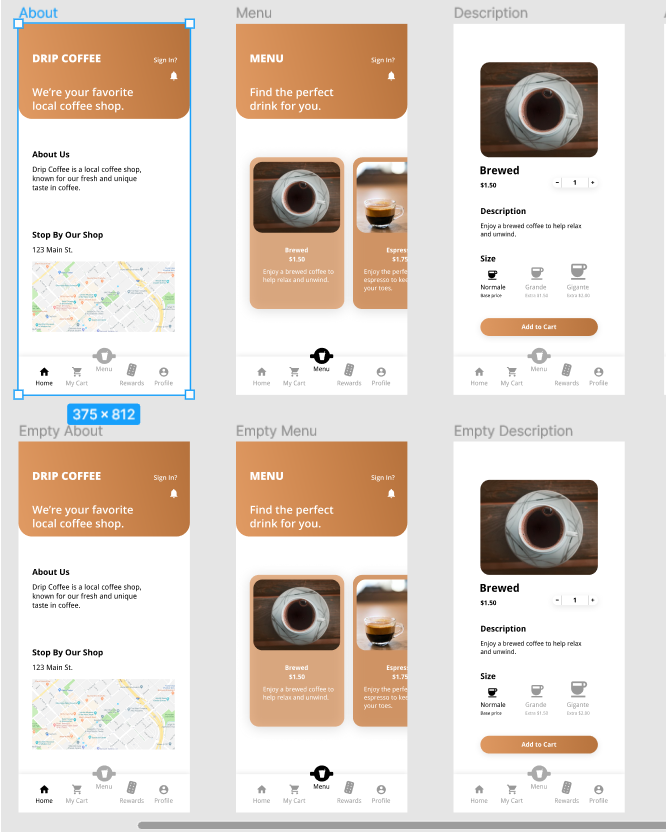 About
DRIP COFFEE
Sign In?
We're your favorite
local coffee shop.
About Us
Drip Coffee is a local coffee shop,
known for our fresh and unique
taste in coffee.
Stop By Our Shop
123 Main St.
Home
My Cart
Menu
Rewards
Profile
375 × 812
Menu
MENU
Sign In?
Find the perfect
drink for you.
Brewed
$1.50
Enjoy a brewed coffee to
help relax and unwind.
Espres
$1.75
Enjoy the perfe
espresso to kee
your toes.
Home
My Cart
Menu
Rewards
Profile
Description
Brewed
$1.50
− 1 +
Description
Enjoy a brewed coffee to help relax
and unwind.
Size
Normale Grande Gigante
Base price Extra $1.50 Extra $2.00
Add to Cart
Home
My Cart
Menu
Rewards
Profile
Empty About
DRIP COFFEE
Sign In?
We're your favorite
local coffee shop.
About Us
Drip Coffee is a local coffee shop,
known for our fresh and unique
taste in coffee.
Stop By Our Shop
123 Main St.
Home
My Cart
Menu
Rewards
Profile
Empty Menu
MENU
Sign In?
Find the perfect
drink for you.
Brewed
$1.50
Enjoy a brewed coffee to
help relax and unwind.
Espres
$1.75
Enjoy the perfe
espresso to kee
your toes.
Home
My Cart
Menu
Rewards
Profile
Empty Description
Brewed
$1.50
− 1 +
Description
Enjoy a brewed coffee to help relax
and unwind.
Size
Normale Grande Gigante
Base price Extra $1.50 Extra $2.00
Add to Cart
Home
My Cart
Menu
Rewards
Profile